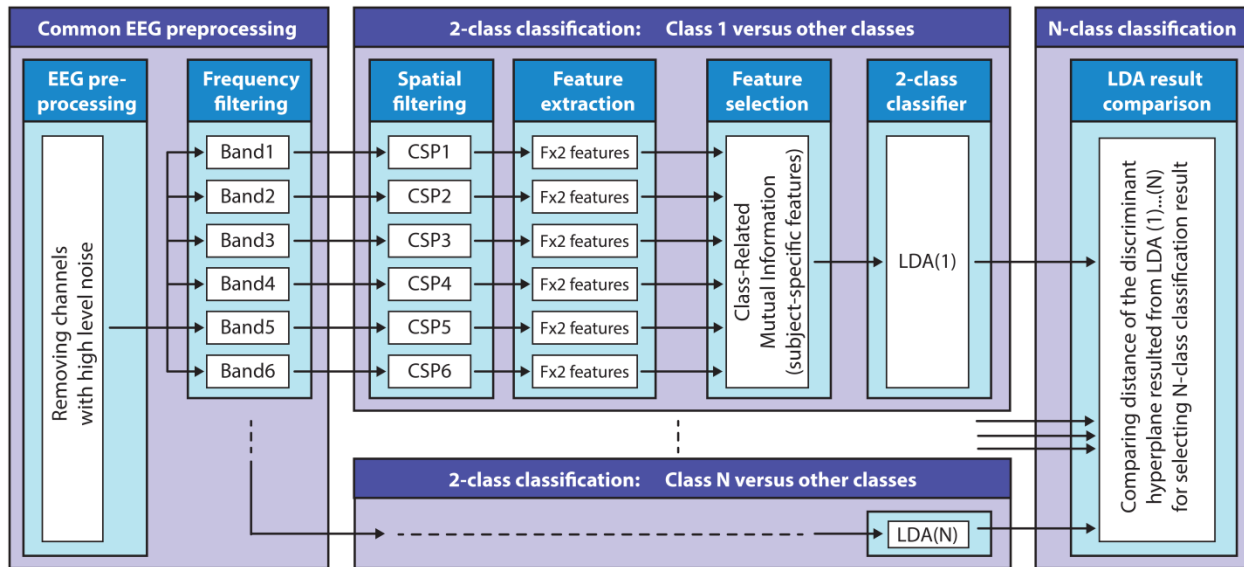 Common EEG preprocessing
EEG pre-
processing
Removing channels
with high level noise
Frequency
filtering
Band1
Band2
Band3
Band4
Band5
Band6
2-class classification: Class 1 versus other classes
Spatial
filtering
CSP1
CSP2
CSP3
CSP4
CSP5
CSP6
Feature
extraction
Fx2 features
Fx2 features
Fx2 features
Fx2 features
Fx2 features
Fx2 features
Feature
selection
Class-Related
Mutual Information
(subject-specific features)
2-class
classifier
LDA(1)
2-class classification: Class N versus other classes
LDA(N)
N-class classification
LDA result
comparison
Comparing distance of the discriminant
hyperplane resulted from LDA (1)...(N)
for selecting N-class classification result